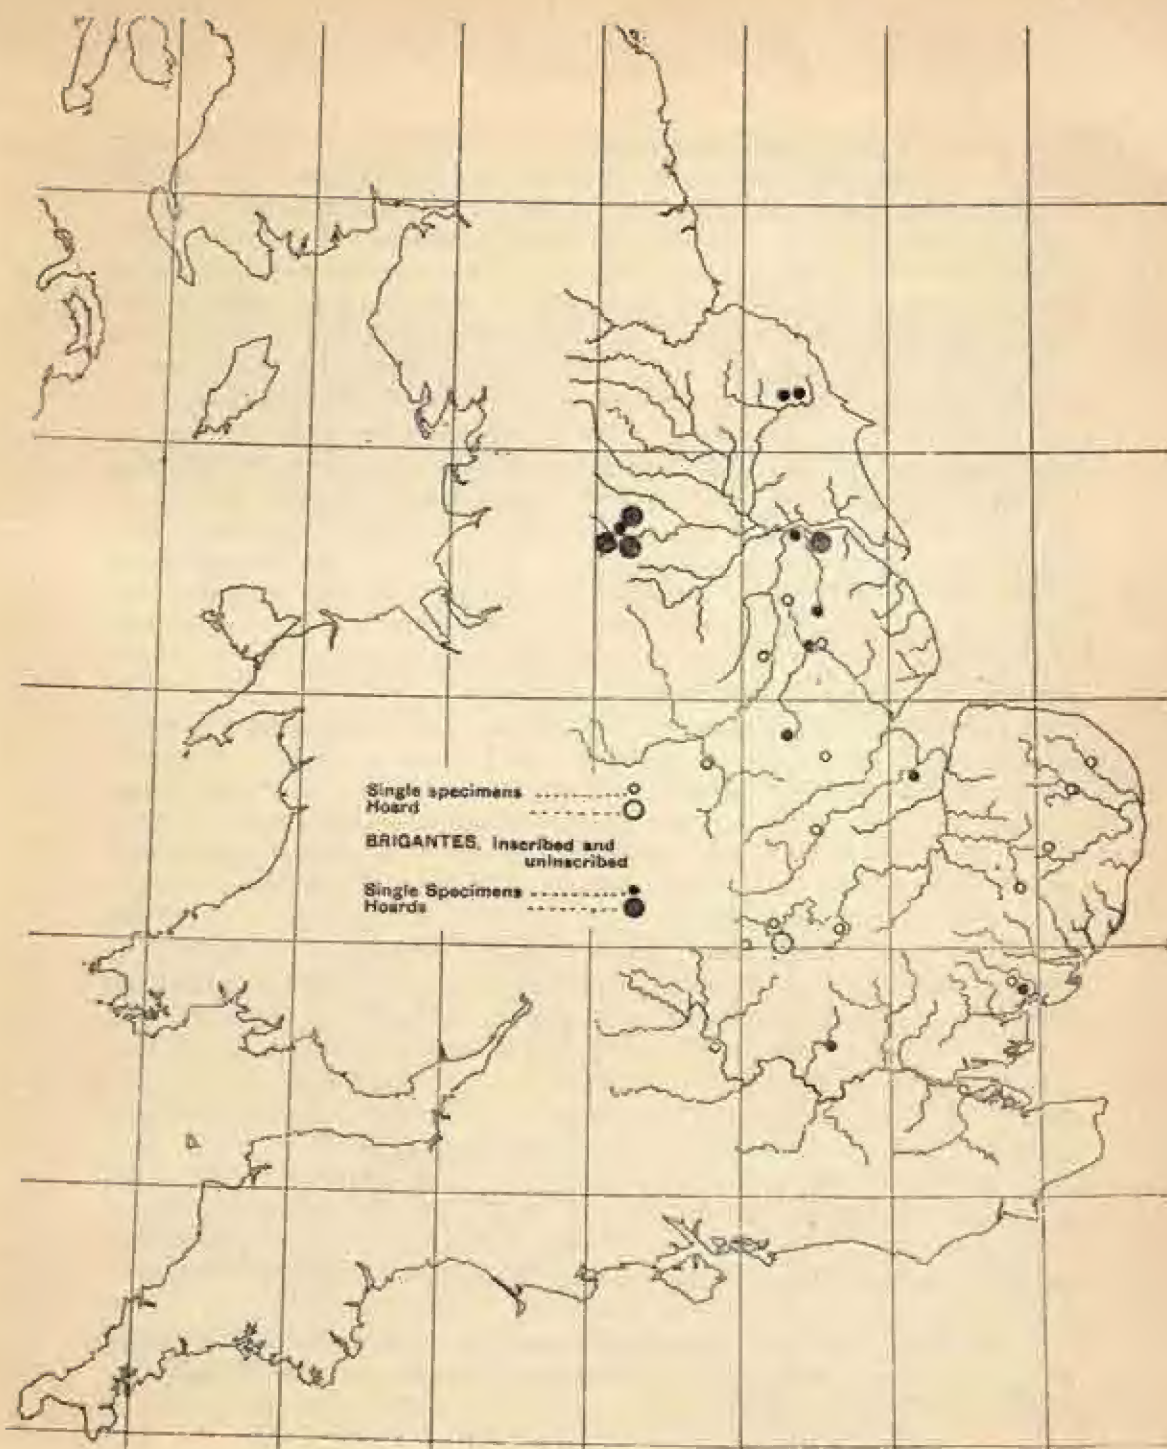 Single specimens ..............
Hoard ..............
BRIGANTES, Inscribed and
uninscribed
Single Specimens ..............
Hoards ..............